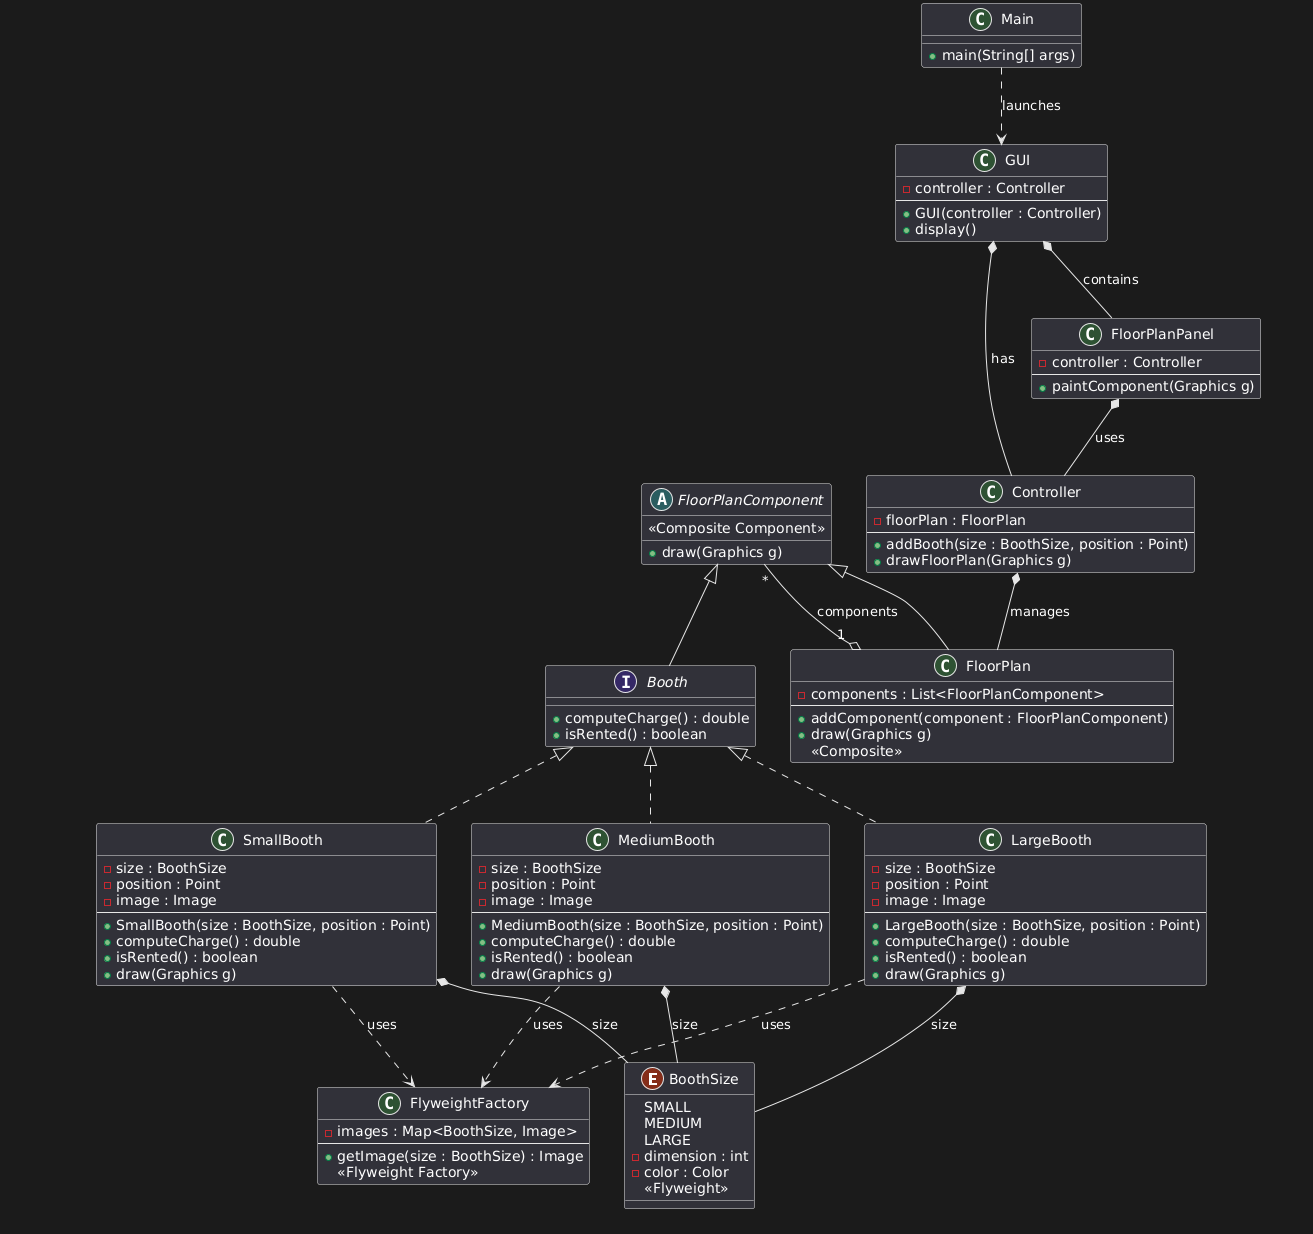 C Main
main(String[] args)
launches
C GUI
controller : Controller
GUI(controller : Controller)
display()
contains
has
C FloorPlanPanel
controller : Controller
paintComponent(Graphics g)
uses
A FloorPlanComponent
«Composite Component»
draw(Graphics g)
C Controller
floorPlan : FloorPlan
addBooth(size : BoothSize, position : Point)
drawFloorPlan(Graphics g)
*
components
1
manages
I Booth
computeCharge() : double
isRented() : boolean
C FloorPlan
components : List<FloorPlanComponent>
addComponent(component : FloorPlanComponent)
draw(Graphics g)
«Composite»
C SmallBooth
size : BoothSize
position : Point
image : Image
SmallBooth(size : BoothSize, position : Point)
computeCharge() : double
isRented() : boolean
draw(Graphics g)
C MediumBooth
size : BoothSize
position : Point
image : Image
MediumBooth(size : BoothSize, position : Point)
computeCharge() : double
isRented() : boolean
draw(Graphics g)
C LargeBooth
size : BoothSize
position : Point
image : Image
LargeBooth(size : BoothSize, position : Point)
computeCharge() : double
isRented() : boolean
draw(Graphics g)
uses
uses
size
size
uses
size
C FlyweightFactory
images : Map<BoothSize, Image>
getImage(size : BoothSize) : Image
«Flyweight Factory»
E BoothSize
SMALL
MEDIUM
LARGE
dimension : int
color : Color
«Flyweight»